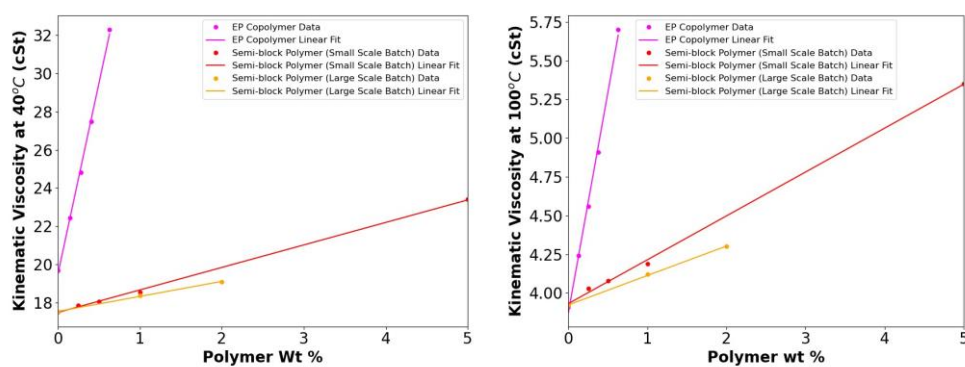 Kinematic Viscosity at 40°C (cSt)
32
30
28
26
24
22
20
18
0
1
2
3
4
5
Polymer Wt %
EP Copolymer Data
EP Copolymer Linear Fit
Semi-block Polymer (Small Scale Batch) Data
Semi-block Polymer (Small Scale Batch) Linear Fit
Semi-block Polymer (Large Scale Batch) Data
Semi-block Polymer (Large Scale Batch) Linear Fit
Kinematic Viscosity at 100°C (cSt)
5.75
5.50
5.25
5.00
4.75
4.50
4.25
4.00
0
1
2
3
4
5
Polymer wt %
EP Copolymer Data
EP Copolymer Linear Fit
Semi-block Polymer (Small Scale Batch) Data
Semi-block Polymer (Small Scale Batch) Linear Fit
Semi-block Polymer (Large Scale Batch) Data
Semi-block Polymer (Large Scale Batch) Linear Fit